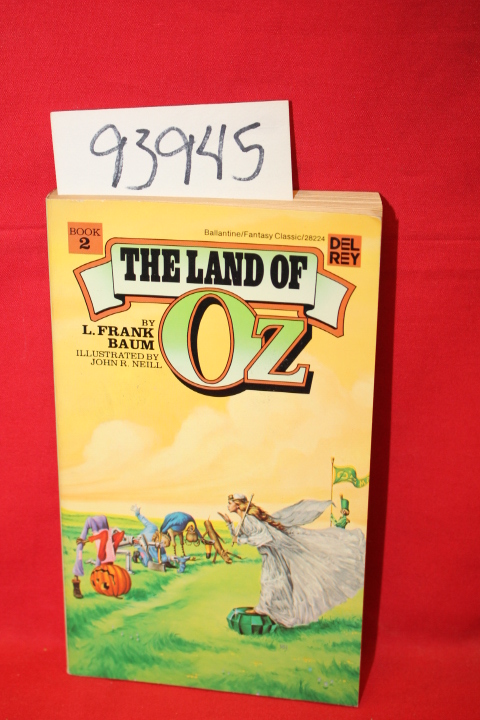 93945
BOOK
2
Ballantine/Fantasy Classic/28224
DEL
REY
THE LAND OF
Oz
BY
L. FRANK
BAUM
ILLUSTRATED BY
JOHN R. NEILL